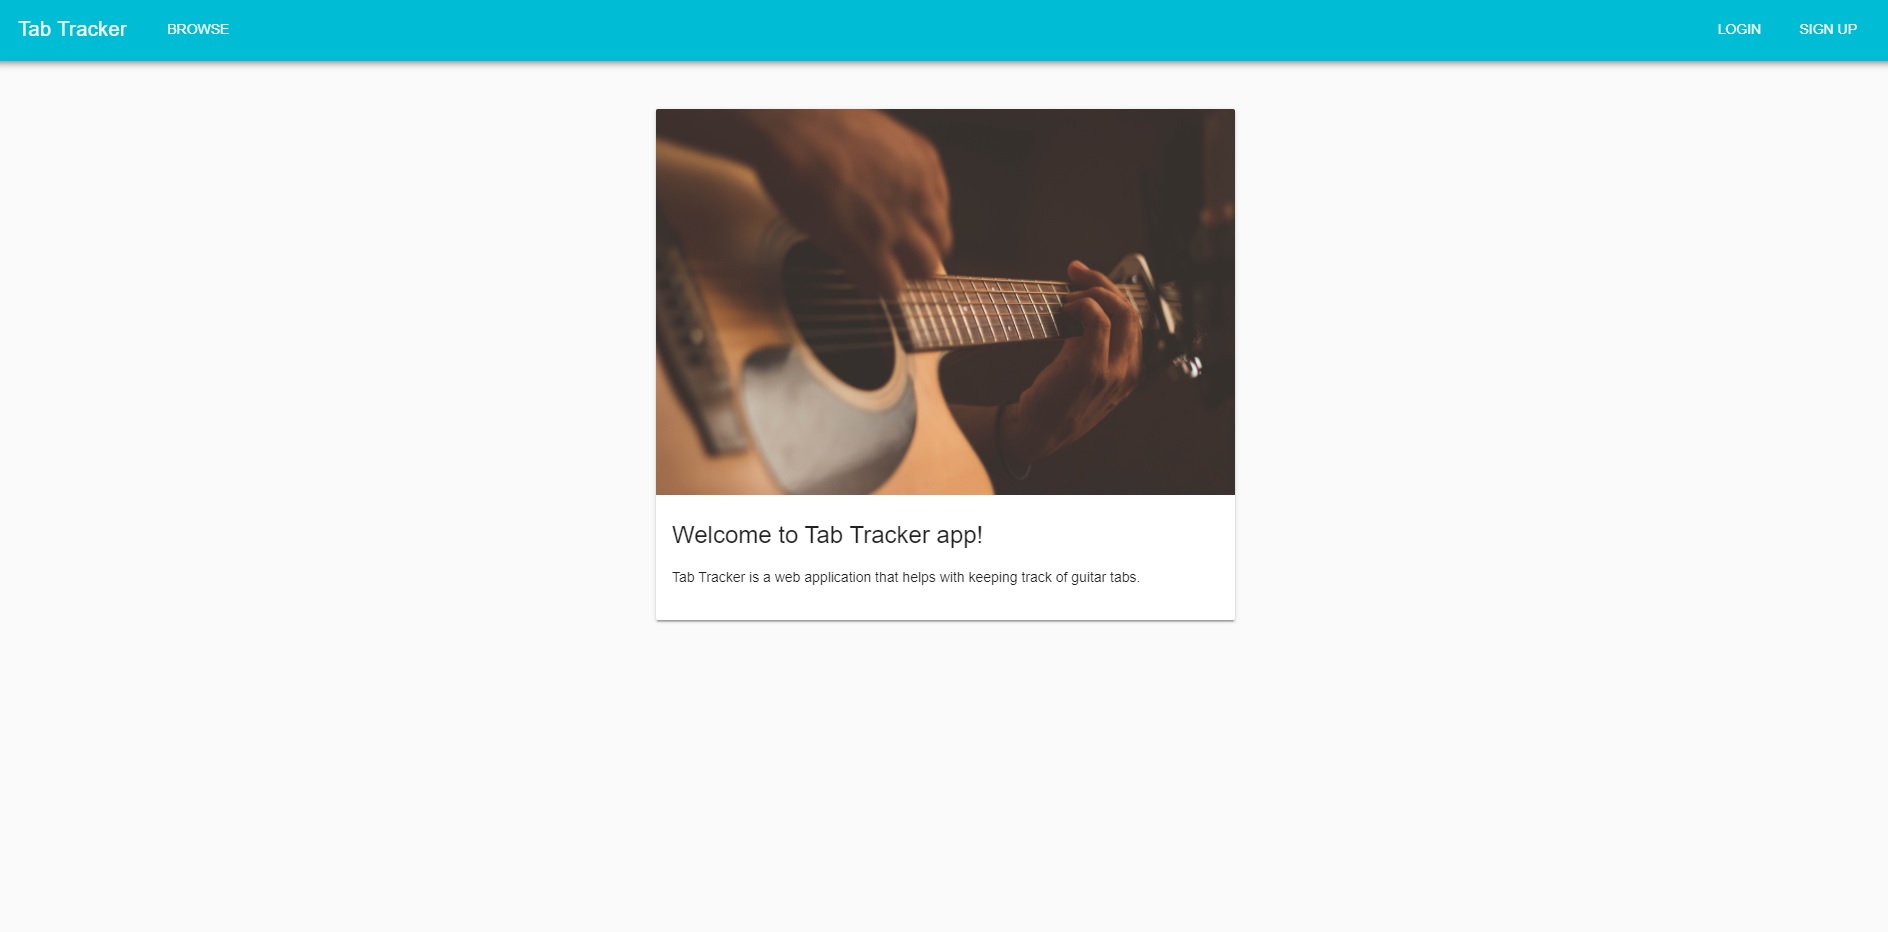 Tab Tracker BROWSE LOGIN SIGN UP
Welcome to Tab Tracker app!
Tab Tracker is a web application that helps with keeping track of guitar tabs.